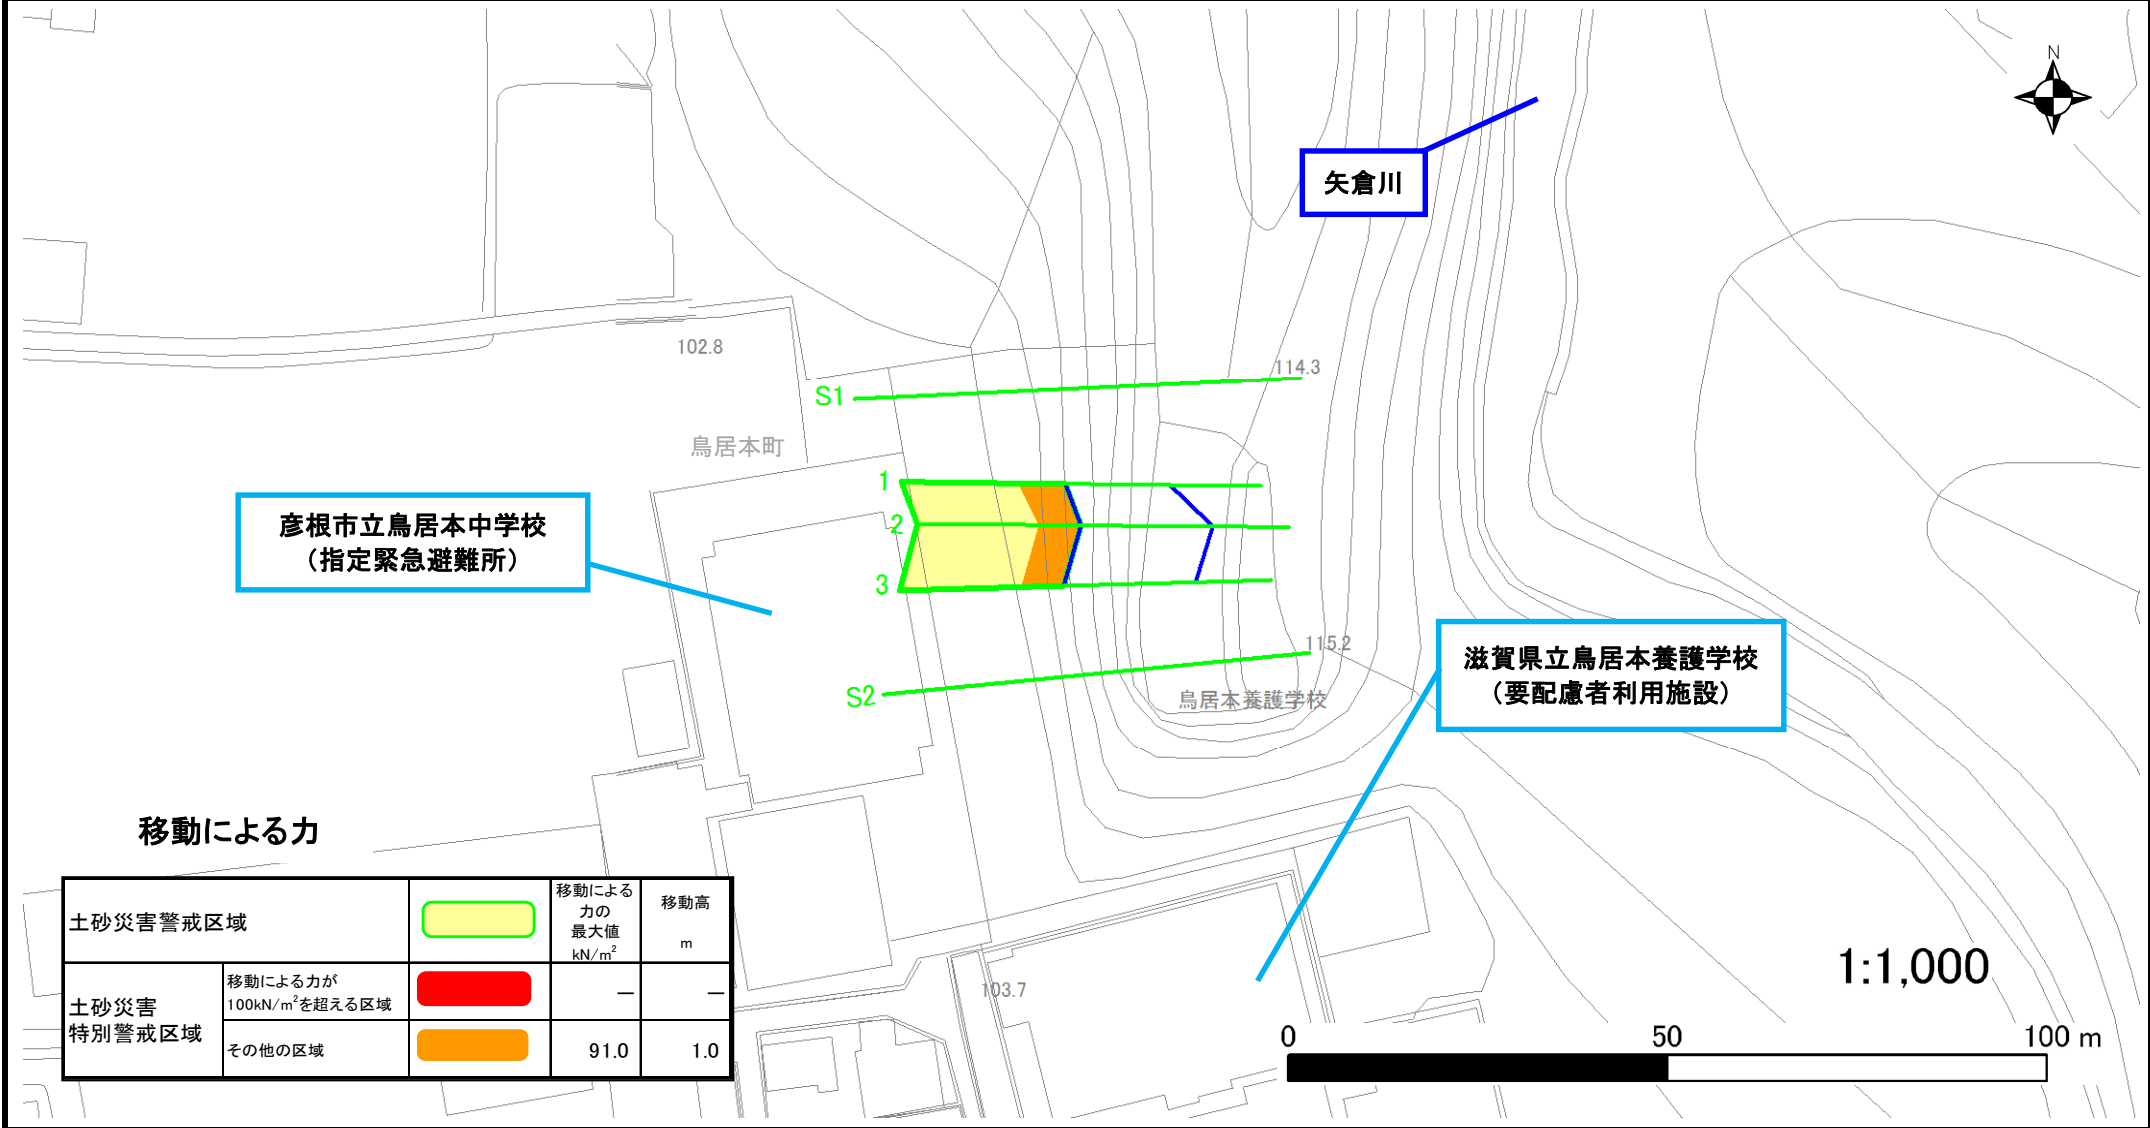 N
矢倉川
102.8
114.3
S1
鳥居本町
1
2
3
彦根市立鳥居本中学校
（指定緊急避難所）
115.2
S2
鳥居本養護学校
滋賀県立鳥居本養護学校
（要配慮者利用施設）
移動による力
土砂災害警戒区域
移動による
力の
最大値
kN/m²
移動高
m
土砂災害
特別警戒区域
移動による力が
100kN/m²を超える区域
―
―
その他の区域
91.0
1.0
103.7
1:1,000
0
50
100 m